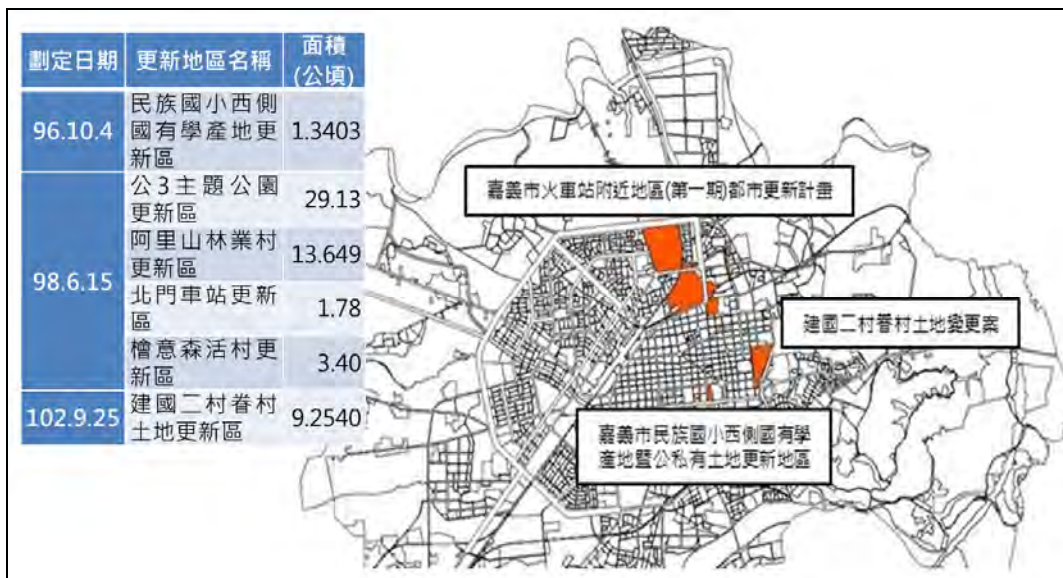 劃定日期 更新地區名稱 面積
(公頃)
96.10.4
民族國小西側
國有學產地更
新區
1.3403
98.6.15
公3主題公園
更新區
29.13
阿里山林業村
更新區
13.649
北門車站更新
區
1.78
檜意森活村更
新區
3.40
102.9.25
建國二村眷村
土地更新區
9.2540
嘉義市火車站附近地區(第一期)都市更新計畫
建國二村眷村土地變更案
嘉義市民族國小西側國有學
產地暨公私有土地更新地區